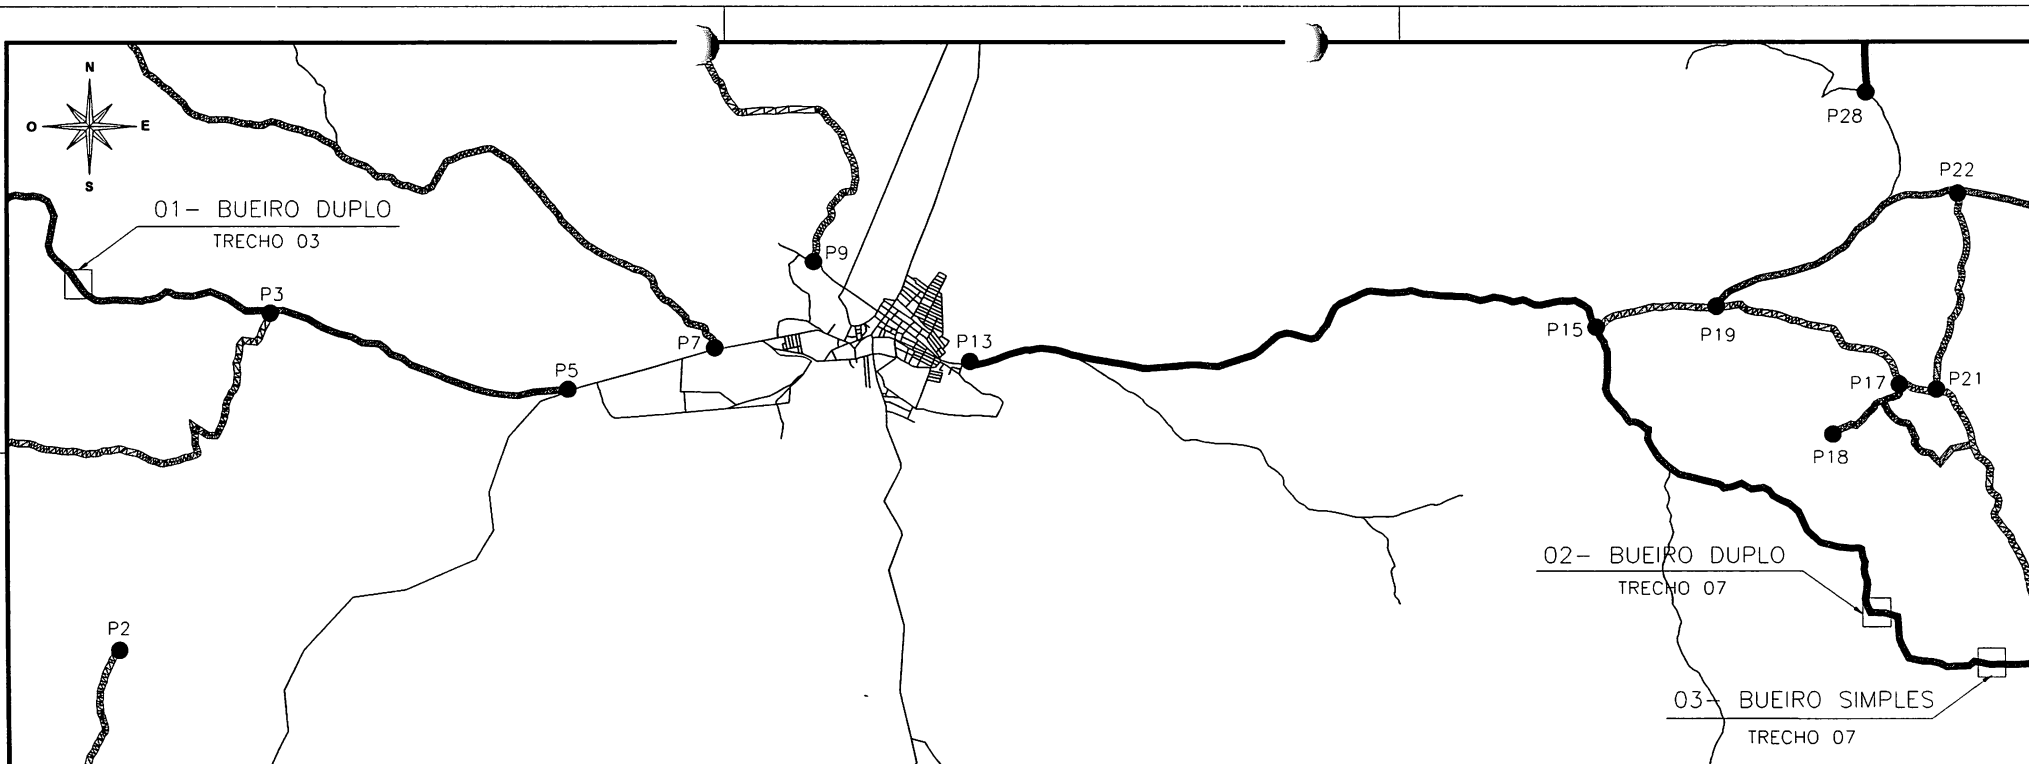 N
O
E
S
P28
P22
01- BUEIRO DUPLO
TRECHO 03
P9
P3
P15
P19
P7
P13
P5
P17
P21
P18
02- BUEIRO DUPLO
TRECHO 07
P2
03- BUEIRO SIMPLES
TRECHO 07